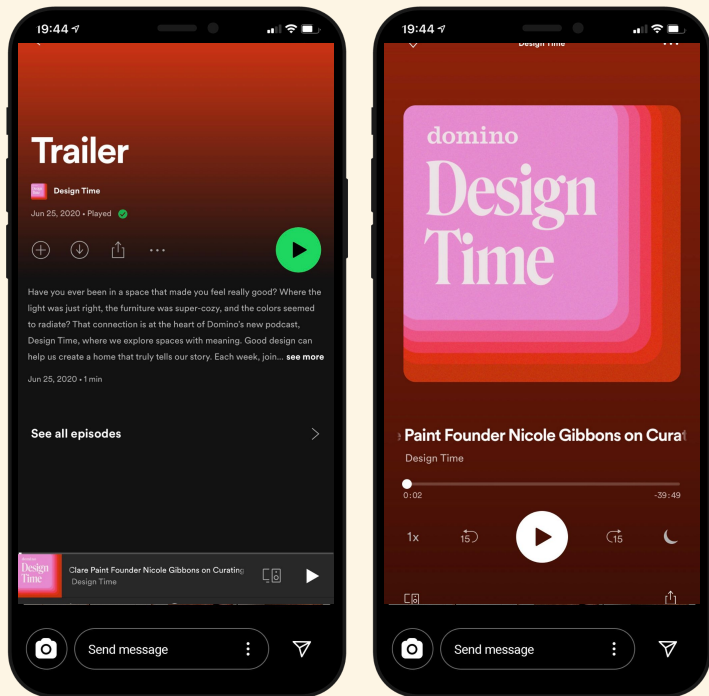 19:44
Trailer
Design Time
Jun 25, 2020 • Played
Have you ever been in a space that made you feel really good? Where the
light was just right, the furniture was super-cozy, and the colors seemed
to radiate? That connection is at the heart of Domino's new podcast,
Design Time, where we explore spaces with meaning. Good design can
help us create a home that truly tells our story. Each week, join... see more
Jun 25, 2020 • 1 min
See all episodes
Design
Time
Clare Paint Founder Nicole Gibbons on Curating
Design Time
Send message
19:44
Design Time
domino
Design
Time
Paint Founder Nicole Gibbons on Curat
Design Time
0:02
-39:49
1x
15
15
Send message